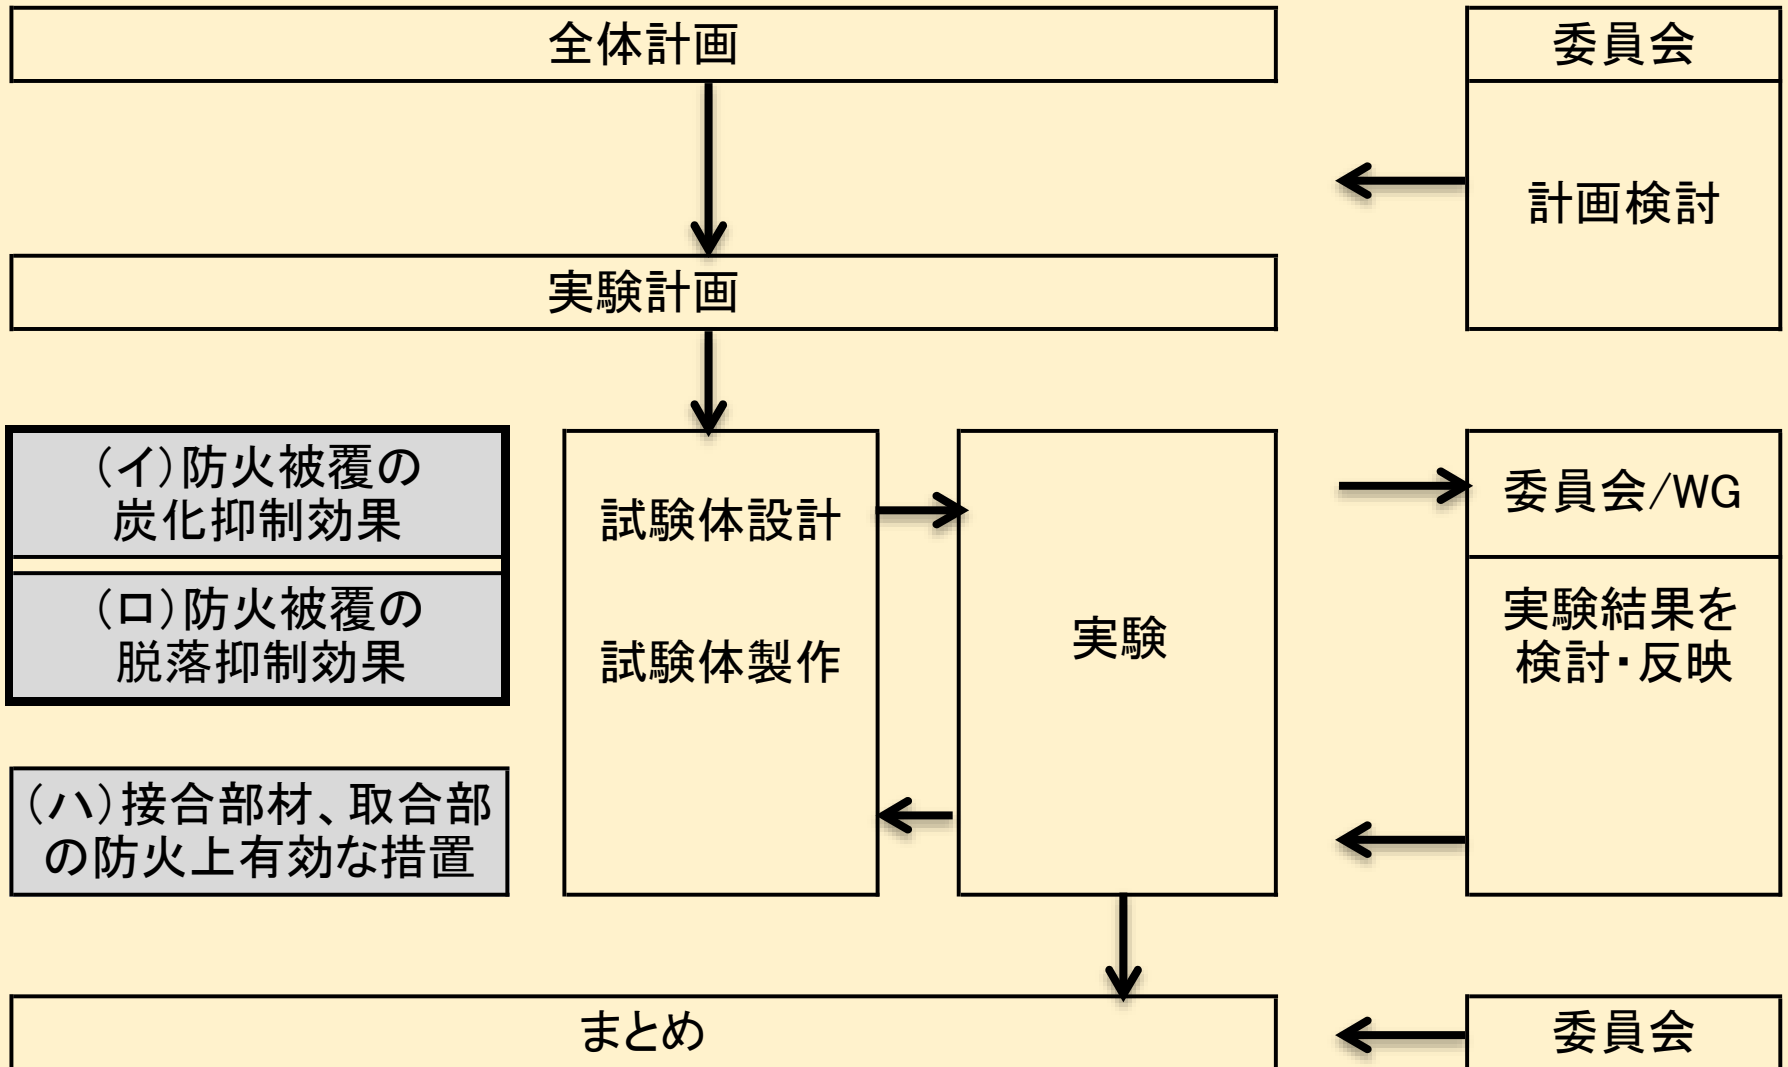 全体計画
委員会
計画検討
実験計画
（イ）防火被覆の
炭化抑制効果
（ロ）防火被覆の
脱落抑制効果
（ハ）接合部材、取合部
の防火上有効な措置
試験体設計
試験体製作
実験
委員会/WG
実験結果を
検討・反映
まとめ
委員会